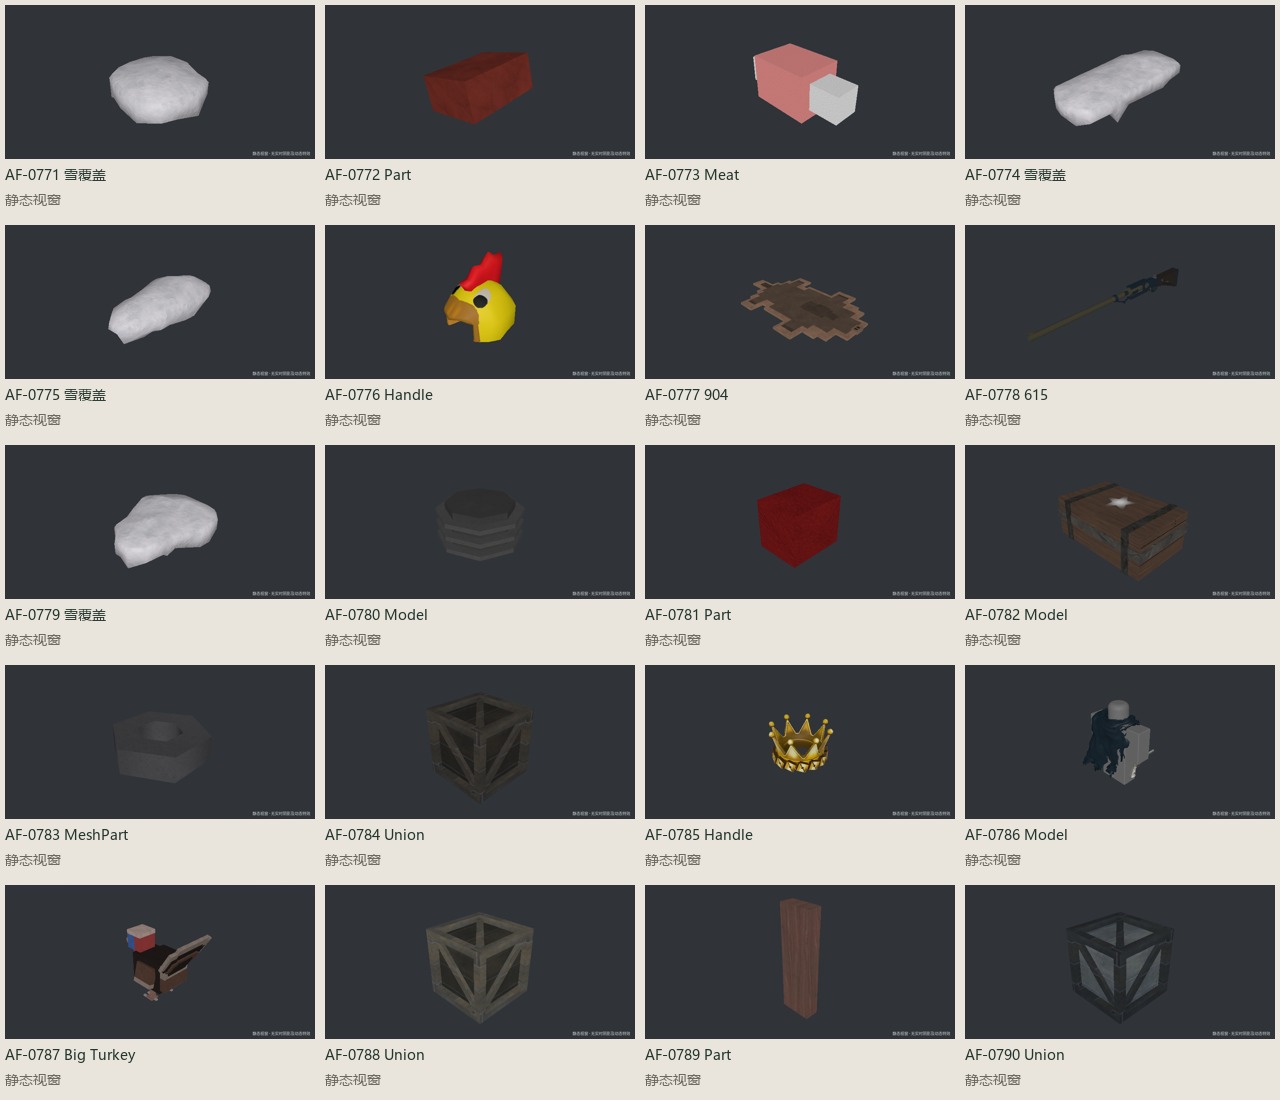 AF-0771 雪覆盖
静态视窗
AF-0772 Part
静态视窗
AF-0773 Meat
静态视窗
AF-0774 雪覆盖
静态视窗
AF-0775 雪覆盖
静态视窗
AF-0776 Handle
静态视窗
AF-0777 904
静态视窗
AF-0778 615
静态视窗
AF-0779 雪覆盖
静态视窗
AF-0780 Model
静态视窗
AF-0781 Part
静态视窗
AF-0782 Model
静态视窗
AF-0783 MeshPart
静态视窗
AF-0784 Union
静态视窗
AF-0785 Handle
静态视窗
AF-0786 Model
静态视窗
AF-0787 Big Turkey
静态视窗
AF-0788 Union
静态视窗
AF-0789 Part
静态视窗
AF-0790 Union
静态视窗